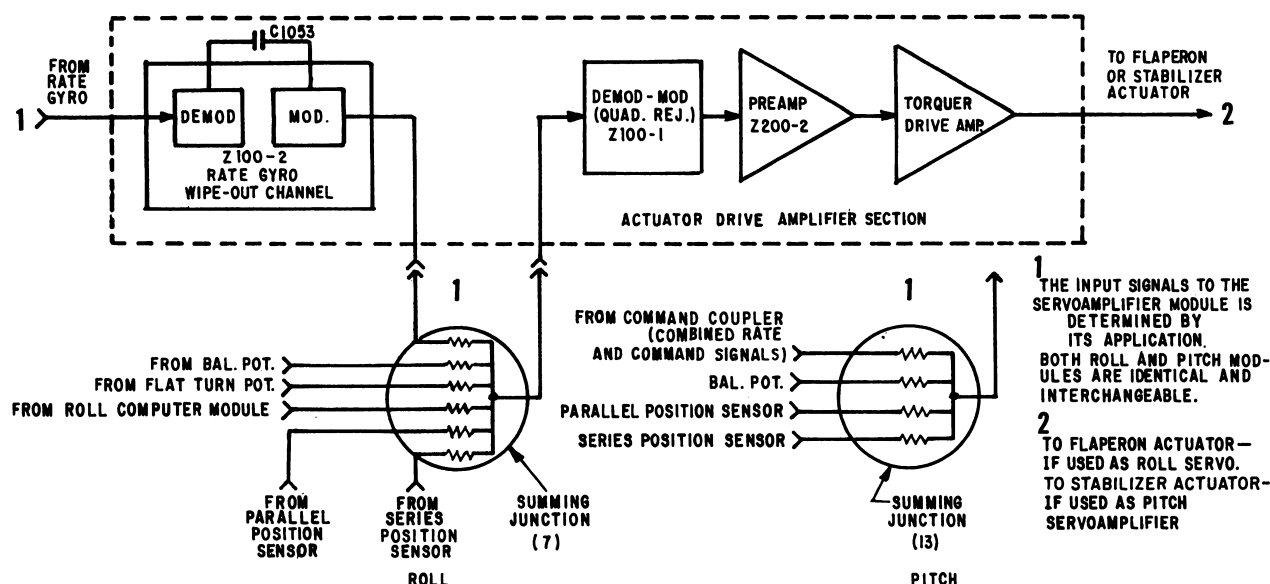 C1053
FROM
RATE
GYRO
1
DEMOD
MOD.
Z100-2
RATE GYRO
WIPE-OUT CHANNEL
DEMOD-MOD
(QUAD. REJ.)
Z100-1
PREAMP
Z200-2
TORQUER
DRIVE AMP.
TO FLAPERON
OR STABILIZER
ACTUATOR
2
ACTUATOR DRIVE AMPLIFIER SECTION
1
FROM BAL. POT.
FROM FLAT TURN POT.
FROM ROLL COMPUTER MODULE
FROM
PARALLEL
POSITION
SENSOR
FROM
SERIES
POSITION
SENSOR
SUMMING
JUNCTION
(7)
ROLL
1
FROM COMMAND COUPLER
(COMBINED RATE
AND COMMAND SIGNALS)
BAL. POT.
PARALLEL POSITION SENSOR
SERIES POSITION SENSOR
SUMMING
JUNCTION
(13)
PITCH
1
THE INPUT SIGNALS TO THE
SERVOAMPLIFIER MODULE IS
DETERMINED BY
ITS APPLICATION.
BOTH ROLL AND PITCH MOD-
ULES ARE IDENTICAL AND
INTERCHANGEABLE.
2
TO FLAPERON ACTUATOR—
IF USED AS ROLL SERVO.
TO STABILIZER ACTUATOR-
IF USED AS PITCH
SERVOAMPLIFIER